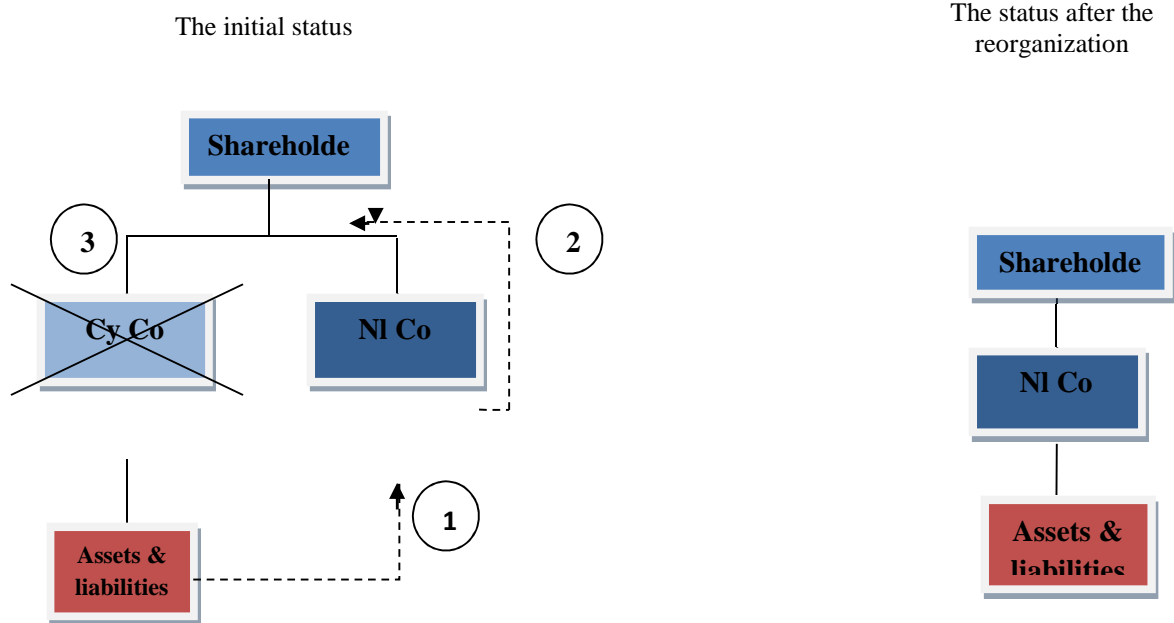 The initial status
The status after the
reorganization
Shareholde
3
2
Cy Co
Nl Co
1
Assets &
liabilities
Shareholde
Nl Co
Assets &
liabilities